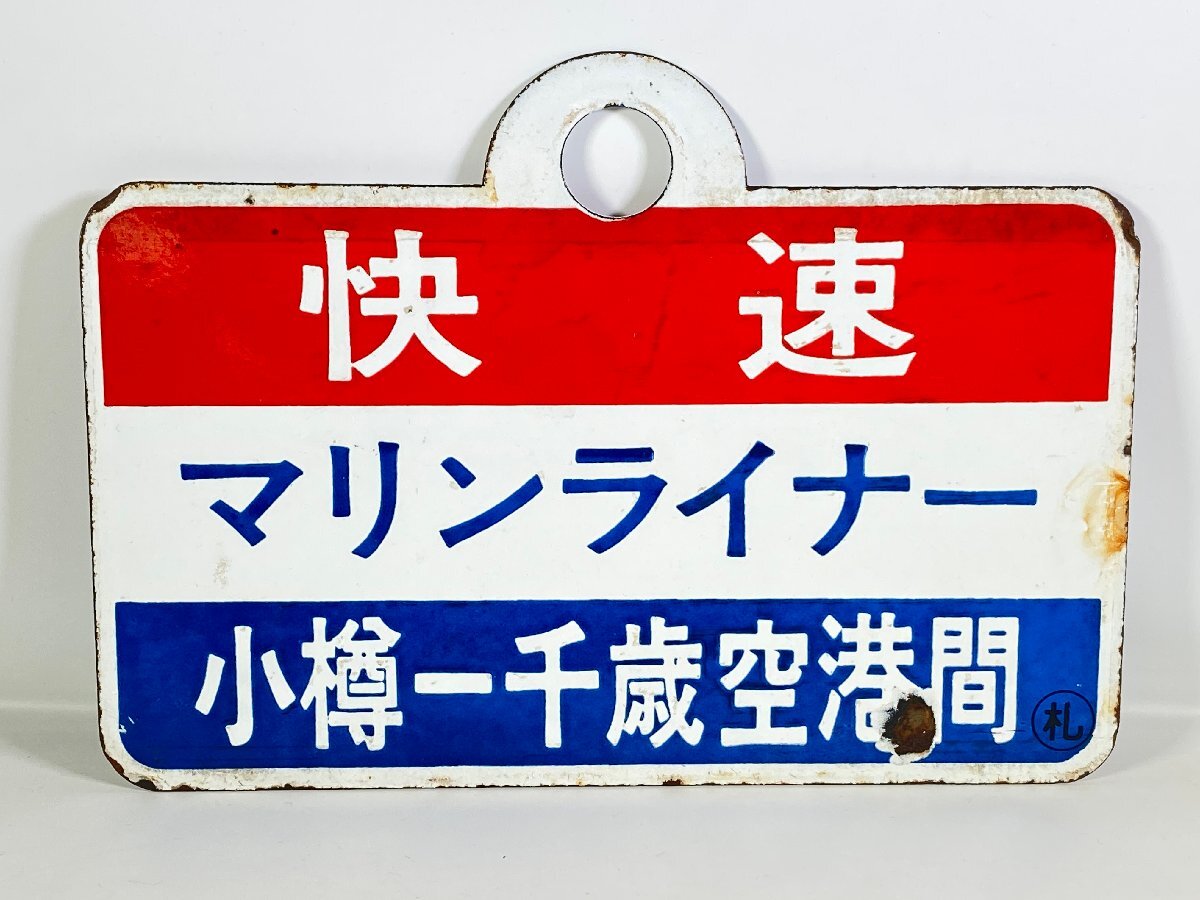 快速
マリンライナー
小樽ー千歳空港間
札